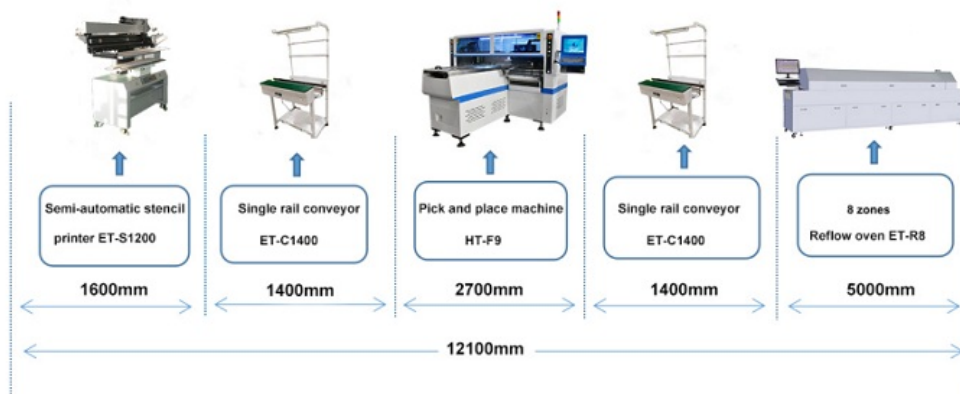 Semi-automatic stencil
printer ET-S1200
Single rail conveyor
ET-C1400
Pick and place machine
HT-F9
Single rail conveyor
ET-C1400
8 zones
Reflow oven ET-R8
1600mm
1400mm
2700mm
1400mm
5000mm
12100mm